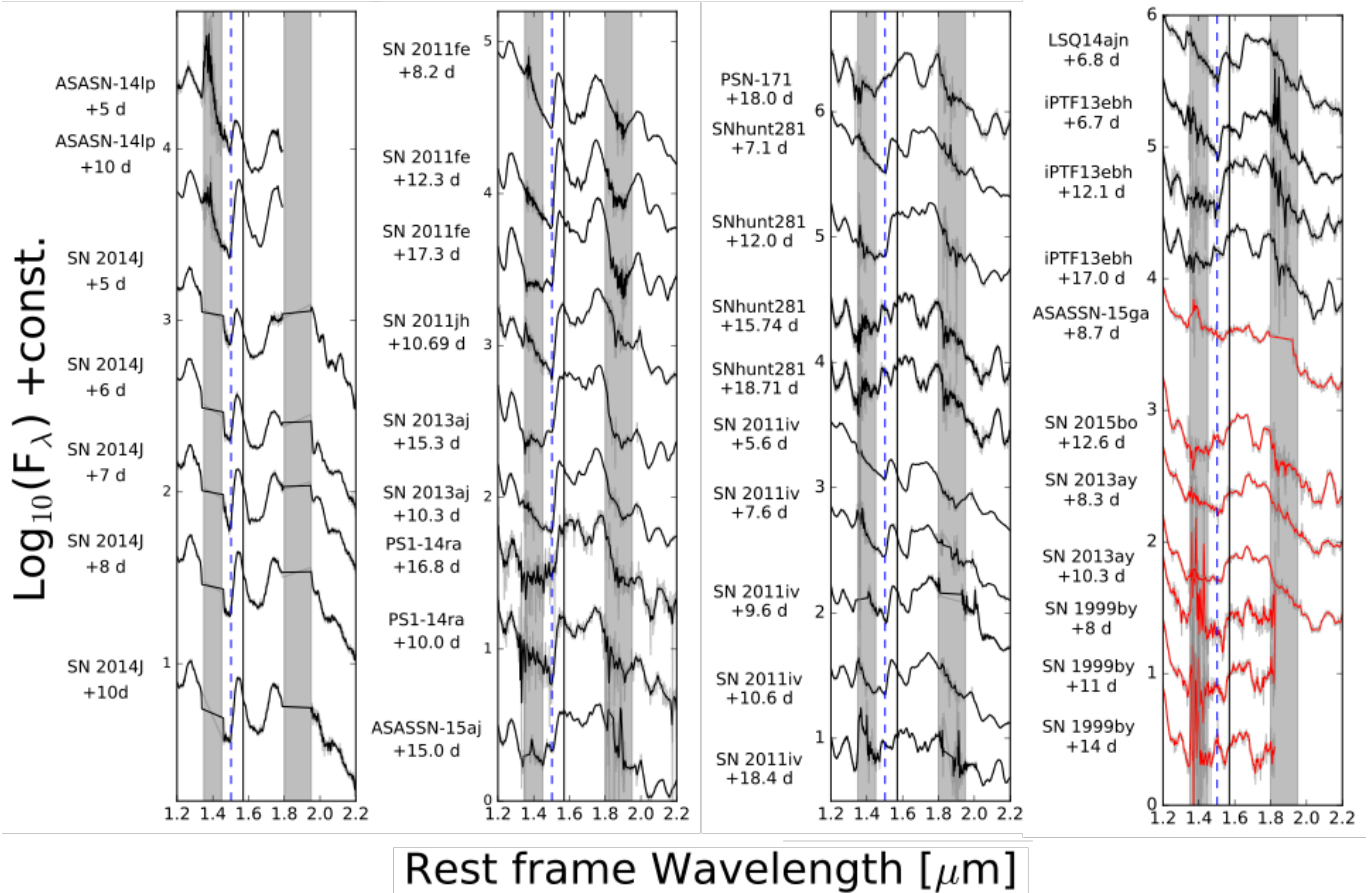 Log₁₀(F_λ) +const.
ASASN-14lp
+5 d
ASASN-14lp
+10 d
SN 2014J
+5 d
SN 2014J
+6 d
SN 2014J
+7 d
SN 2014J
+8 d
SN 2014J
+10d
4
3
2
1
1.2 1.4 1.6 1.8 2.0 2.2
SN 2011fe
+8.2 d
SN 2011fe
+12.3 d
SN 2011fe
+17.3 d
SN 2011jh
+10.69 d
SN 2013aj
+15.3 d
SN 2013aj
+10.3 d
PS1-14ra
+16.8 d
PS1-14ra
+10.0 d
ASASSN-15aj
+15.0 d
5
4
3
2
1
0
1.2 1.4 1.6 1.8 2.0 2.2
PSN-171
+18.0 d
SNhunt281
+7.1 d
SNhunt281
+12.0 d
SNhunt281
+15.74 d
SNhunt281
+18.71 d
SN 2011iv
+5.6 d
SN 2011iv
+7.6 d
SN 2011iv
+9.6 d
SN 2011iv
+10.6 d
SN 2011iv
+18.4 d
6
5
4
3
2
1
1.2 1.4 1.6 1.8 2.0 2.2
LSQ14ajn
+6.8 d
iPTF13ebh
+6.7 d
iPTF13ebh
+12.1 d
iPTF13ebh
+17.0 d
ASASSN-15ga
+8.7 d
SN 2015bo
+12.6 d
SN 2013ay
+8.3 d
SN 2013ay
+10.3 d
SN 1999by
+8 d
SN 1999by
+11 d
SN 1999by
+14 d
6
5
4
3
2
1
0
1.2 1.4 1.6 1.8 2.0 2.2
Rest frame Wavelength [μm]